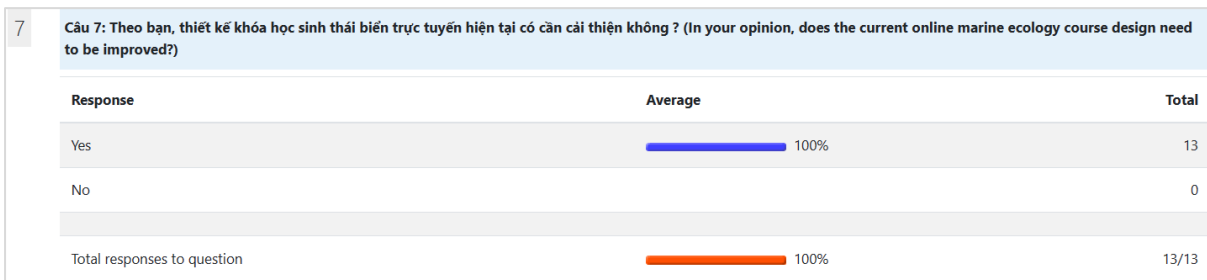 7
Câu 7: Theo bạn, thiết kế khóa học sinh thái biển trực tuyến hiện tại có cần cải thiện không ? (In your opinion, does the current online marine ecology course design need
to be improved?)
Response Average Total
Yes 100% 13
No 0
Total responses to question 100% 13/13